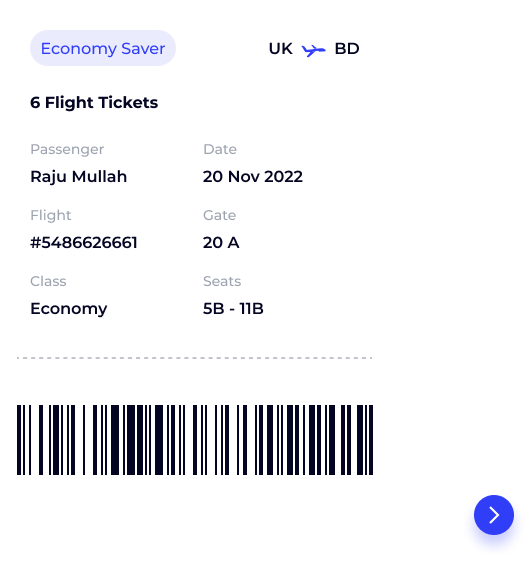 Economy Saver
UK BD
6 Flight Tickets
Passenger Date
Raju Mullah 20 Nov 2022
Flight Gate
#5486626661 20 A
Class Seats
Economy 5B - 11B